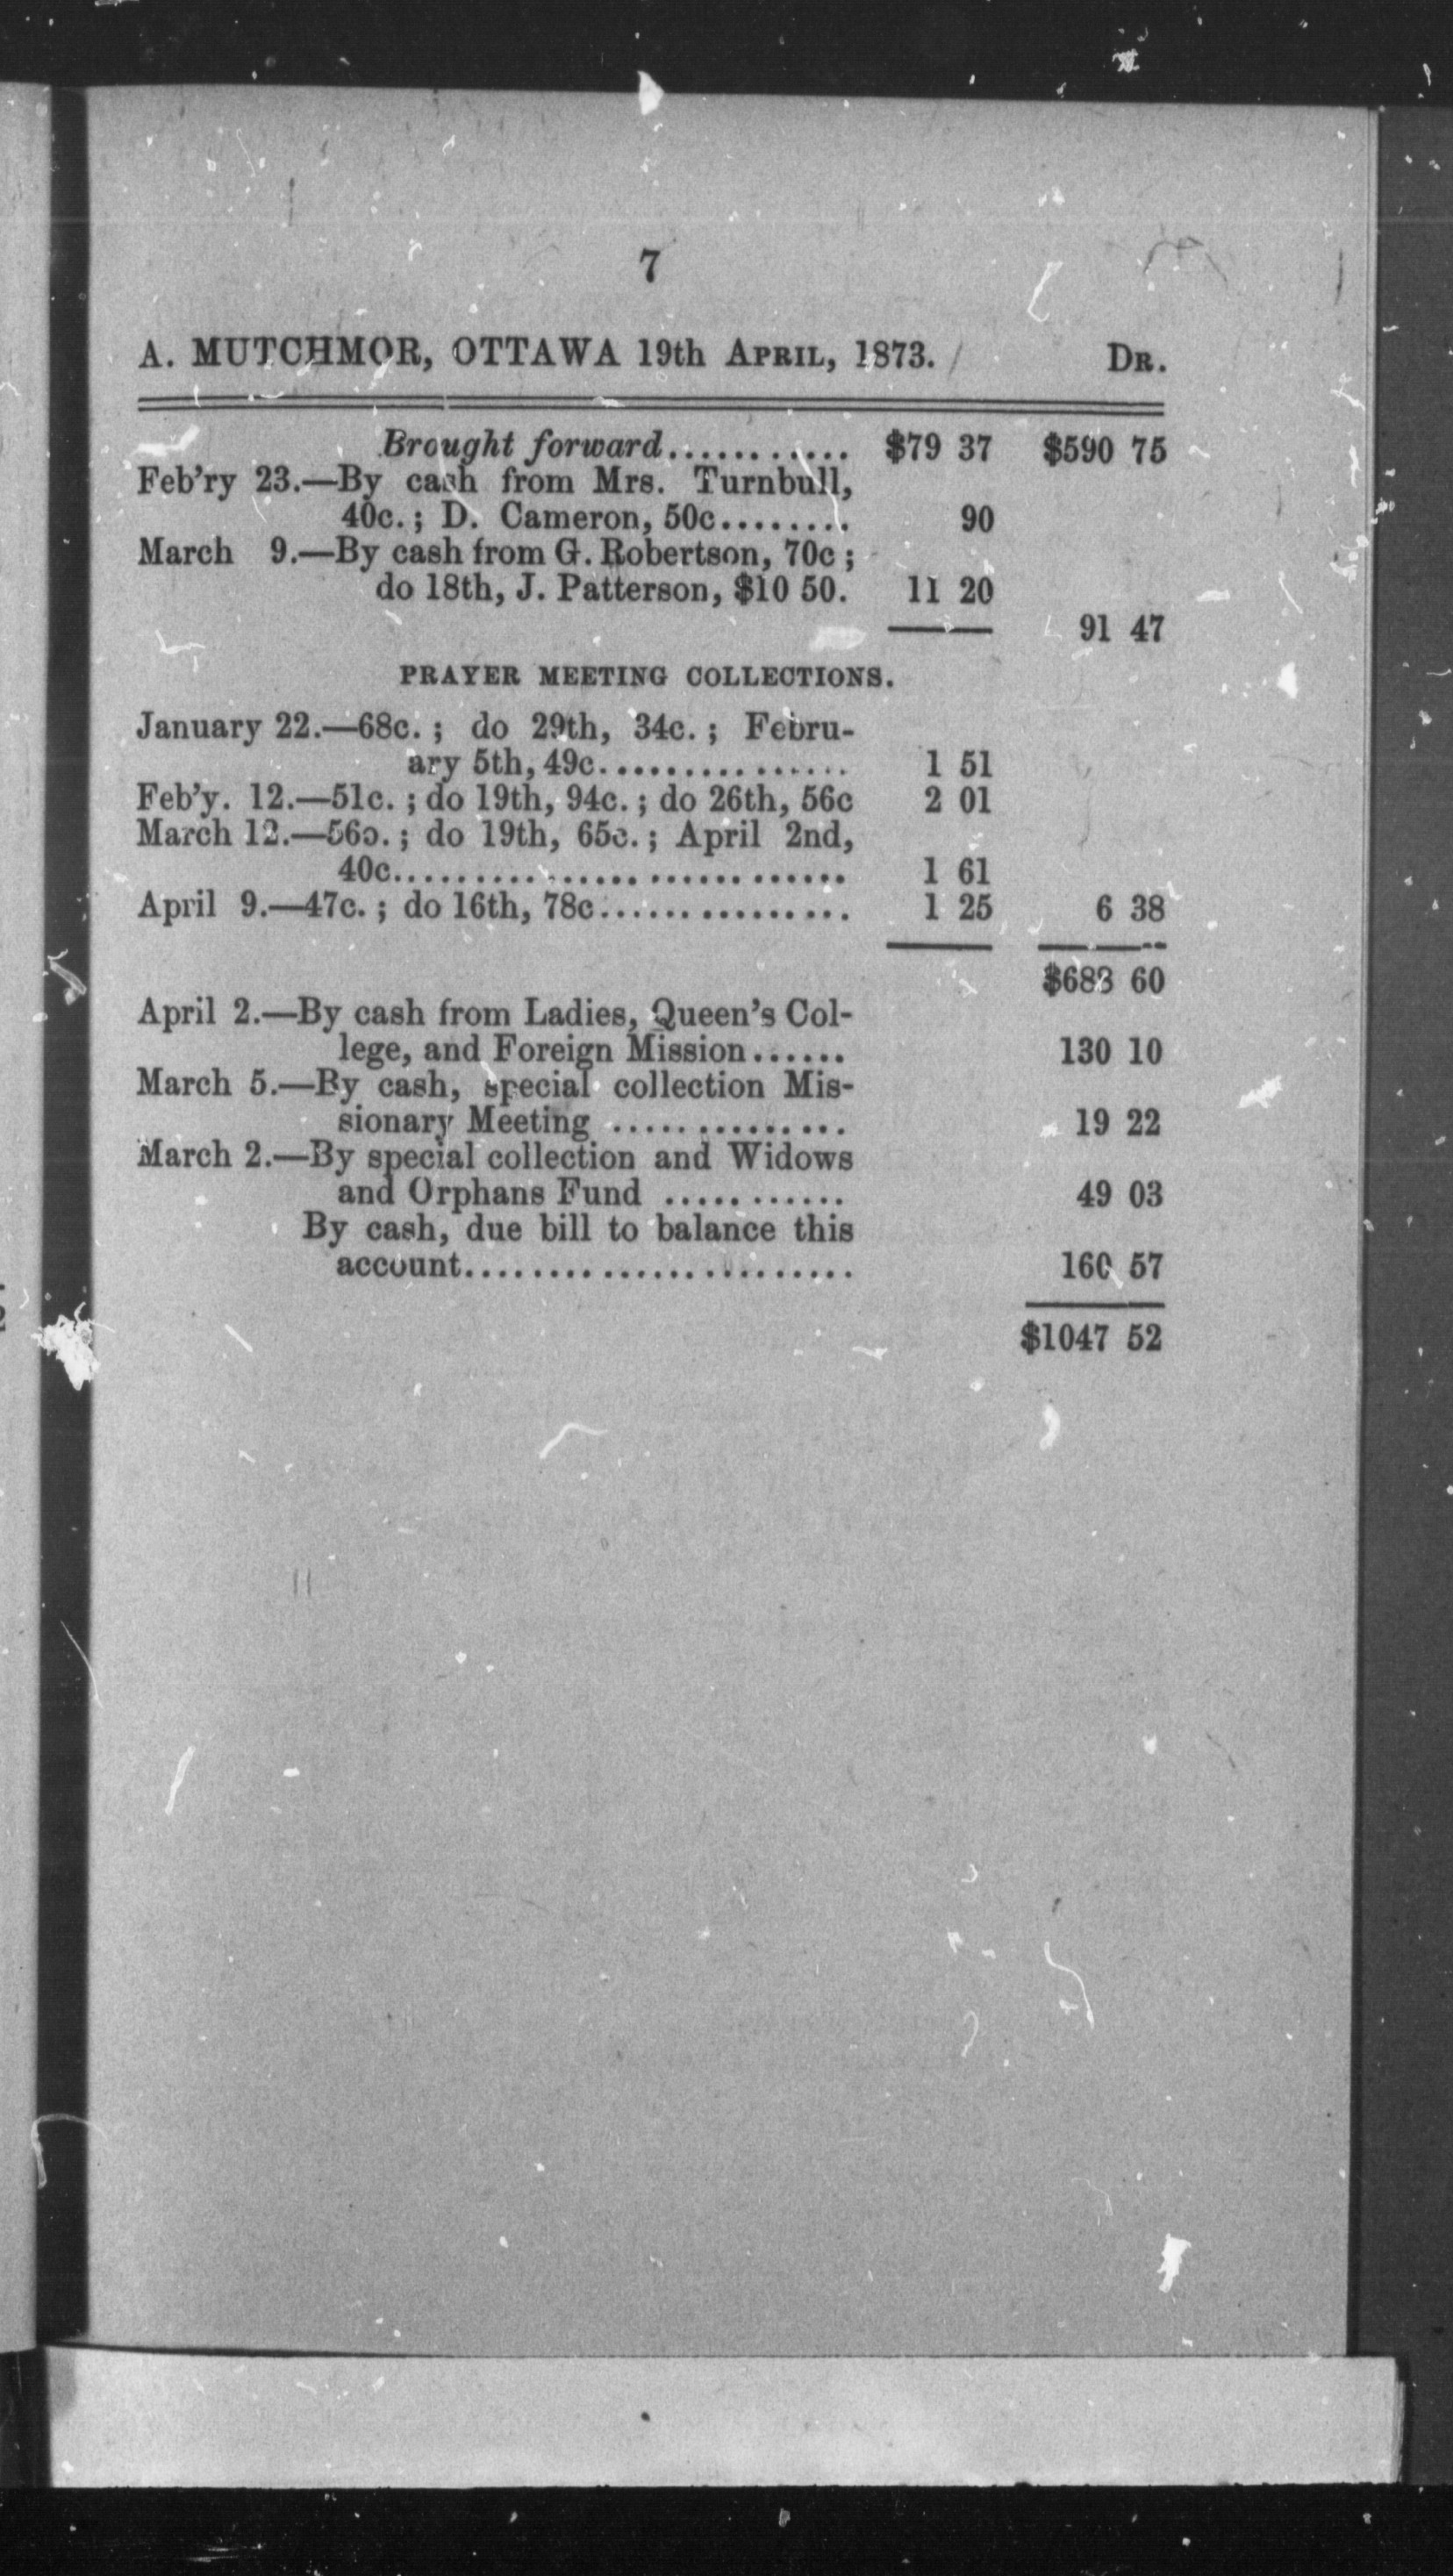 7
A. MUTCHMOR, OTTAWA 19th APRIL, 1873. DR.
Brought forward........... $79 37 $590 75
Feb'ry 23.—By cash from Mrs. Turnbull,
40c.; D. Cameron, 50c........ 90
March 9.—By cash from G. Robertson, 70c;
do 18th, J. Patterson, $10 50. 11 20
91 47
PRAYER MEETING COLLECTIONS.
January 22.—68c.; do 29th, 34c.; Febru-
ary 5th, 49c............... 1 51
Feb'y. 12.—51c.; do 19th, 94c.; do 26th, 56c 2 01
March 12.—56c.; do 19th, 65c.; April 2nd,
40c........................... 1 61
April 9.—47c.; do 16th, 78c............... 1 25 6 38
$688 60
April 2.—By cash from Ladies, Queen's Col-
lege, and Foreign Mission...... 130 10
March 5.—By cash, special collection Mis-
sionary Meeting .............. 19 22
March 2.—By special collection and Widows
and Orphans Fund ........... 49 03
By cash, due bill to balance this
account....................... 160 57
$1047 52